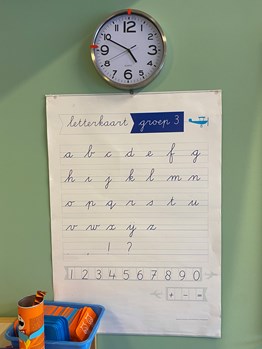 letterkaart groep 3
a b c d e f g
h i j k l m n
o p q r s t u
v w x y z
. , ! ?
1 2 3 4 5 6 7 8 9 0
+ - =